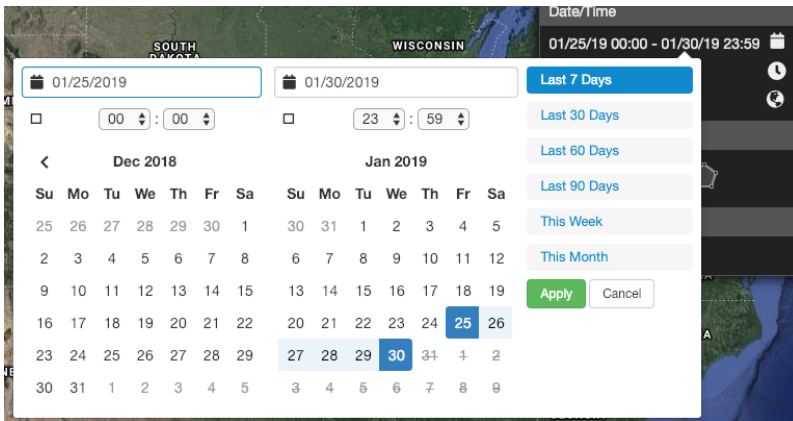 Date/Time
SOUTH
DAKOTA
WISCONSIN
01/25/19 00:00 - 01/30/19 23:59
01/25/2019
01/30/2019
Last 7 Days
00 : 00
23 : 59
Last 30 Days
Dec 2018
Jan 2019
Last 60 Days
Su Mo Tu We Th Fr Sa
Su Mo Tu We Th Fr Sa
Last 90 Days
25 26 27 28 29 30 1
30 31 1 2 3 4 5
This Week
2 3 4 5 6 7 8
6 7 8 9 10 11 12
This Month
9 10 11 12 13 14 15
13 14 15 16 17 18 19
Apply Cancel
16 17 18 19 20 21 22
20 21 22 23 24 25 26
23 24 25 26 27 28 29
27 28 29 30 31 1 2
30 31 1 2 3 4 5
3 4 5 6 7 8 9